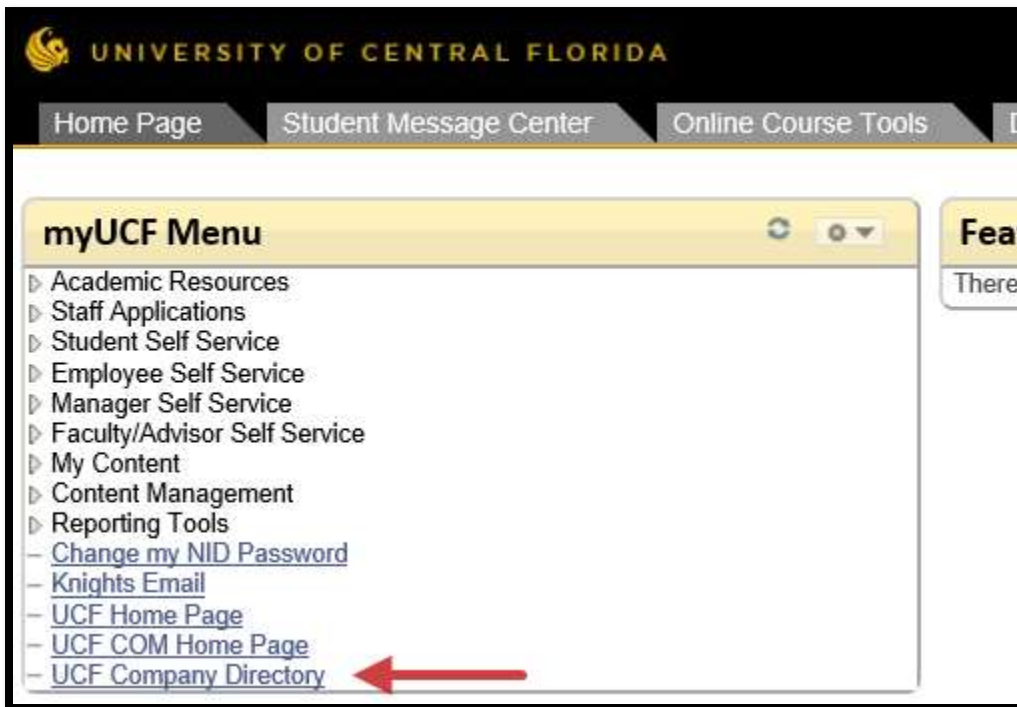 UNIVERSITY OF CENTRAL FLORIDA
Home Page Student Message Center Online Course Tools
myUCF Menu
Academic Resources
Staff Applications
Student Self Service
Employee Self Service
Manager Self Service
Faculty/Advisor Self Service
My Content
Content Management
Reporting Tools
Change my NID Password
Knights Email
UCF Home Page
UCF COM Home Page
UCF Company Directory
Fea
There